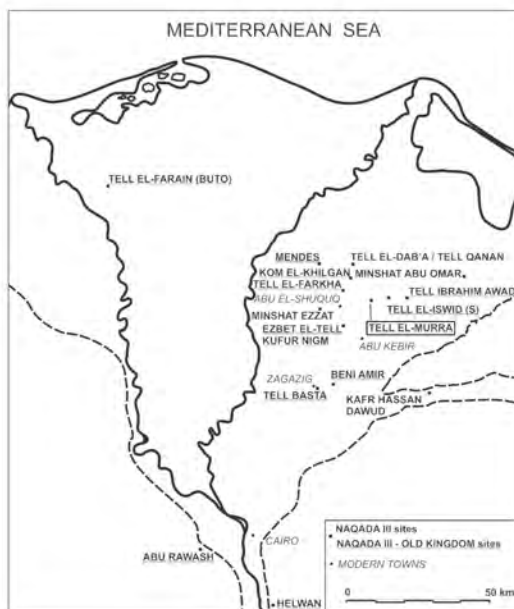 MEDITERRANEAN SEA
TELL EL-FARAIN (BUTO)
MENDES
TELL EL-DAB'A / TELL QANAN
KOM EL-KHILGAN
MINSHAT ABU OMAR
TELL EL-FARKHA
TELL IBRAHIM AWAD
ABU EL-SHUQUQ
TELL EL-ISWID (S)
MINSHAT EZZAT
TELL EL-MURRA
EZBET EL-TELL
KUFUR NIGM
ABU KEBIR
ZAGAZIG
BENI AMIR
TELL BASTA
KAFR HASSAN
DAWUD
CAIRO
ABU RAWASH
HELWAN
NAQADA III sites
NAQADA III - OLD KINGDOM sites
MODERN TOWNS
0 50 km